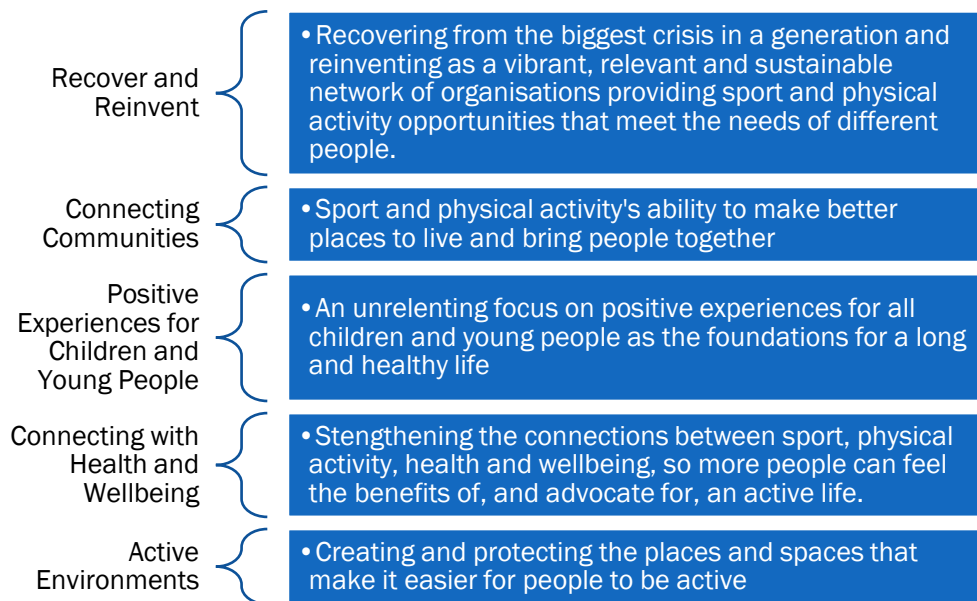 Recover and
Reinvent
•Recovering from the biggest crisis in a generation and
reinventing as a vibrant, relevant and sustainable
network of organisations providing sport and physical
activity opportunities that meet the needs of different
people.
Connecting
Communities
•Sport and physical activity's ability to make better
places to live and bring people together
Positive
Experiences for
Children and
Young People
•An unrelenting focus on positive experiences for all
children and young people as the foundations for a long
and healthy life
Connecting with
Health and
Wellbeing
•Stengthening the connections between sport, physical
activity, health and wellbeing, so more people can feel
the benefits of, and advocate for, an active life.
Active
Environments
•Creating and protecting the places and spaces that
make it easier for people to be active